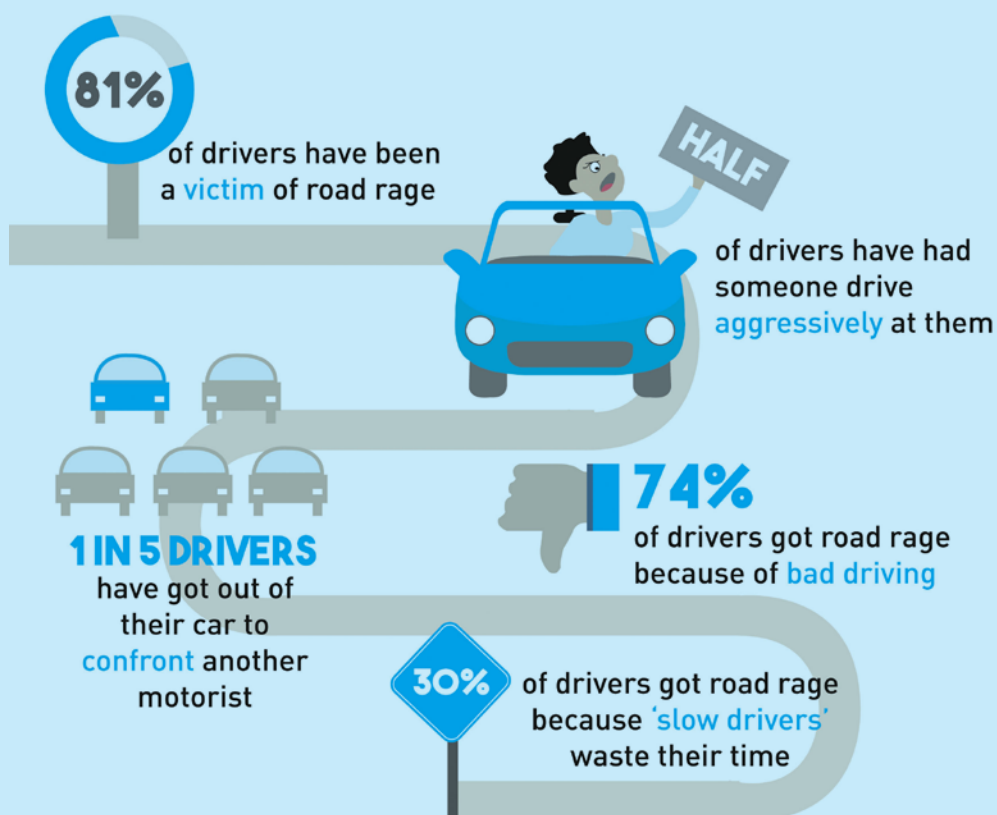 81%
of drivers have been
a victim of road rage
HALF
of drivers have had
someone drive
aggressively at them
1 IN 5 DRIVERS
have got out of
their car to
confront another
motorist
74%
of drivers got road rage
because of bad driving
30%
of drivers got road rage
because ‘slow drivers’
waste their time